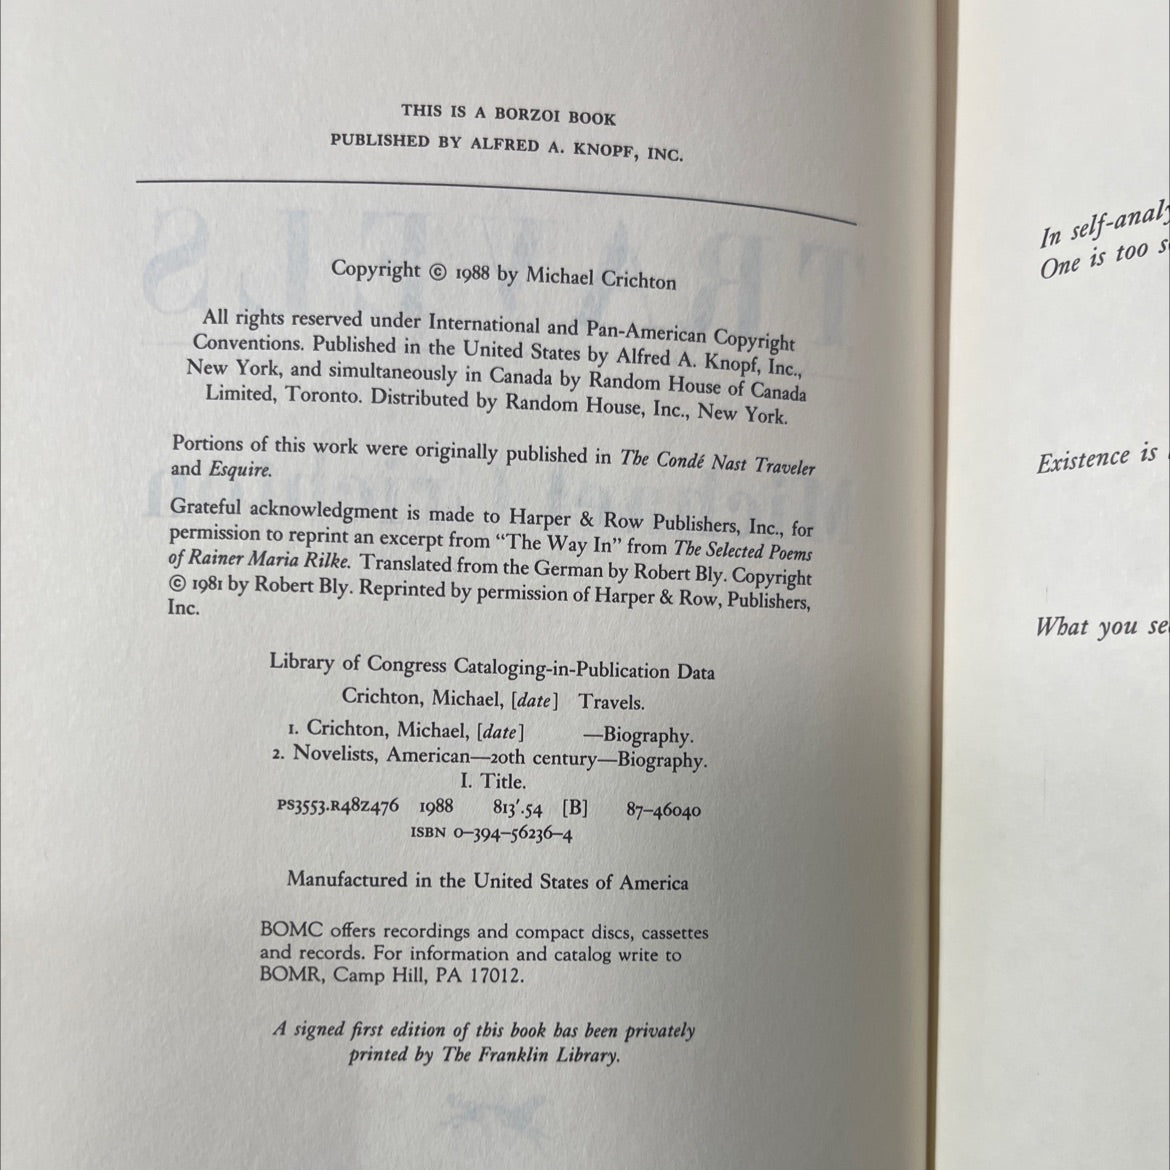 THIS IS A BORZOI BOOK
PUBLISHED BY ALFRED A. KNOPF, INC.
Copyright © 1988 by Michael Crichton
All rights reserved under International and Pan-American Copyright
Conventions. Published in the United States by Alfred A. Knopf, Inc.,
New York, and simultaneously in Canada by Random House of Canada
Limited, Toronto. Distributed by Random House, Inc., New York.
Portions of this work were originally published in The Condé Nast Traveler
and Esquire.
Grateful acknowledgment is made to Harper & Row Publishers, Inc., for
permission to reprint an excerpt from “The Way In” from The Selected Poems
of Rainer Maria Rilke. Translated from the German by Robert Bly. Copyright
© 1981 by Robert Bly. Reprinted by permission of Harper & Row, Publishers,
Inc.
Library of Congress Cataloging-in-Publication Data
Crichton, Michael, [date] Travels.
1. Crichton, Michael, [date] —Biography.
2. Novelists, American—20th century—Biography.
I. Title.
PS3553.R48Z476 1988 813'.54 [B] 87–46040
ISBN 0–394–56236–4
Manufactured in the United States of America
BOMC offers recordings and compact discs, cassettes
and records. For information and catalog write to
BOMR, Camp Hill, PA 17012.
A signed first edition of this book has been privately
printed by The Franklin Library.
In
One is too
Existence is
What you